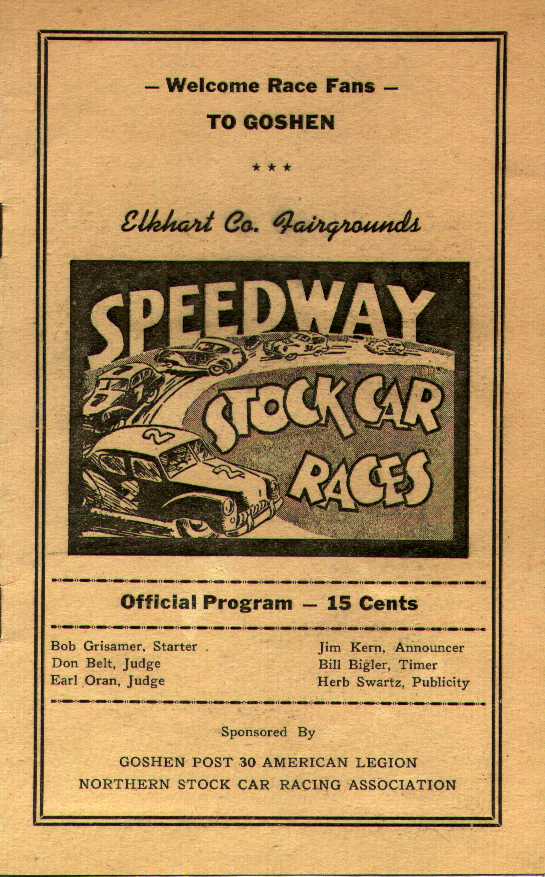 — Welcome Race Fans —
TO GOSHEN
★ ★ ★
Elkhart Co. Fairgrounds
SPEEDWAY
STOCK CAR
RACES
2
2
Official Program — 15 Cents
Bob Grisamer, Starter
Don Belt, Judge
Earl Oran, Judge
Jim Kern, Announcer
Bill Bigler, Timer
Herb Swartz, Publicity
Sponsored By
GOSHEN POST 30 AMERICAN LEGION
NORTHERN STOCK CAR RACING ASSOCIATION